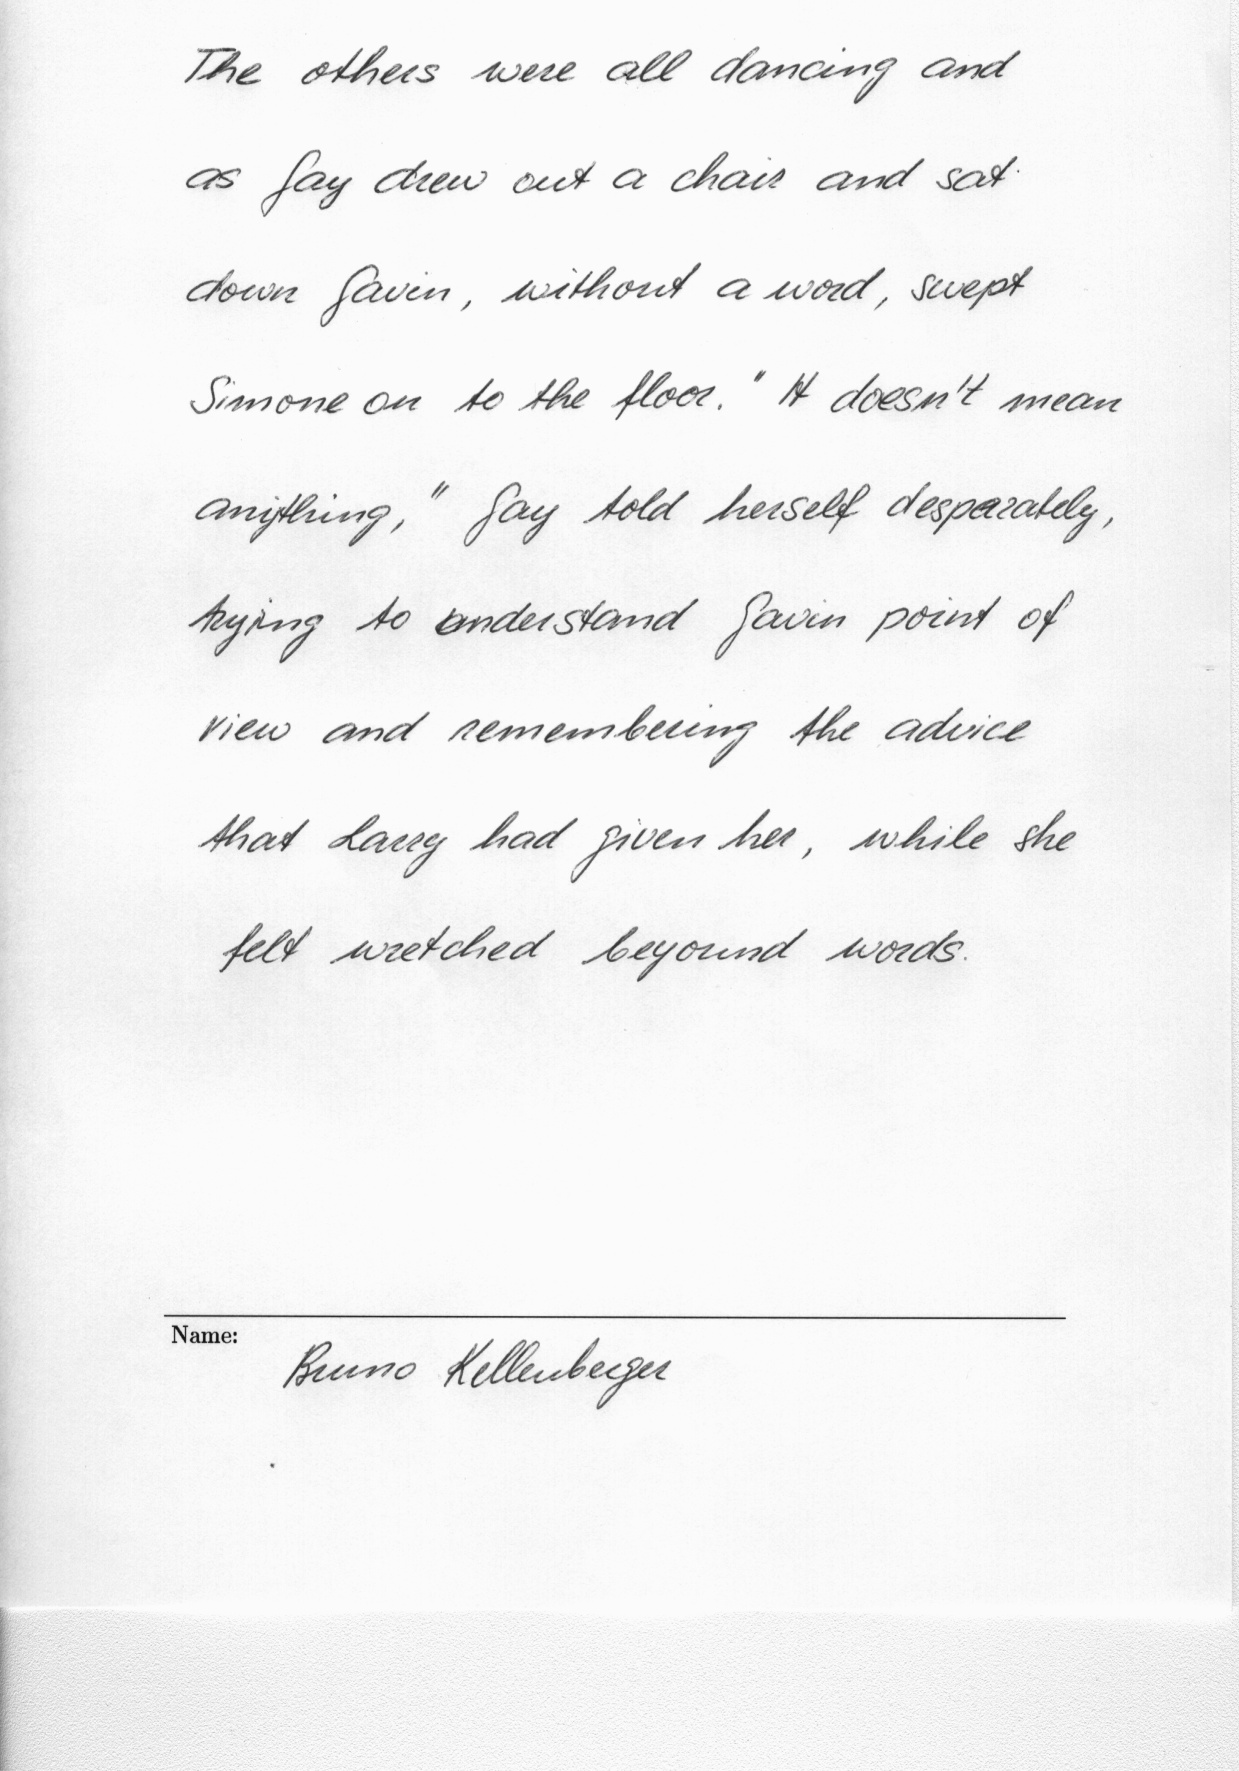 The others were all dancing and
as Gay drew out a chair and sat
down Gavin, without a word, swept
Simone on to the floor. "It doesn't mean
anything," Gay told herself desparately,
trying to understand Gavin point of
view and remembering the advice
that Larry had given her, while she
felt wretched beyound words.
Name:
Bruno Kellenberger